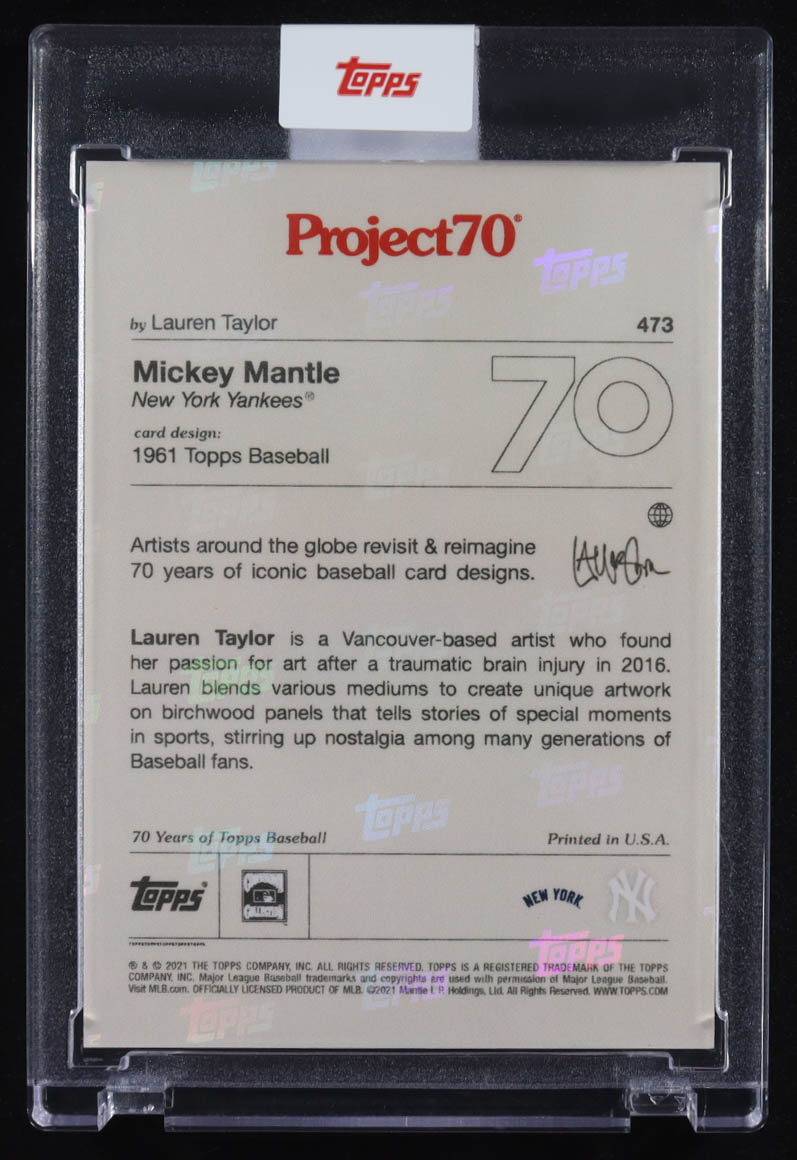 Topps
Project70®
by Lauren Taylor
473
Mickey Mantle
New York Yankees®
card design:
1961 Topps Baseball
70
Artists around the globe revisit & reimagine
70 years of iconic baseball card designs.
Lauren Taylor is a Vancouver-based artist who found
her passion for art after a traumatic brain injury in 2016.
Lauren blends various mediums to create unique artwork
on birchwood panels that tells stories of special moments
in sports, stirring up nostalgia among many generations of
Baseball fans.
70 Years of Topps Baseball
Printed in U.S.A.
Topps®
NEW YORK
NY
® & © 2021 THE TOPPS COMPANY, INC. ALL RIGHTS RESERVED. TOPPS IS A REGISTERED TRADEMARK OF THE TOPPS
COMPANY, INC. Major League Baseball trademarks and copyrights are used with permission of Major League Baseball.
Visit MLB.com. OFFICIALLY LICENSED PRODUCT OF MLB. ©2021 Mantle I.P. Holdings, Ltd. All Rights Reserved. WWW.TOPPS.COM